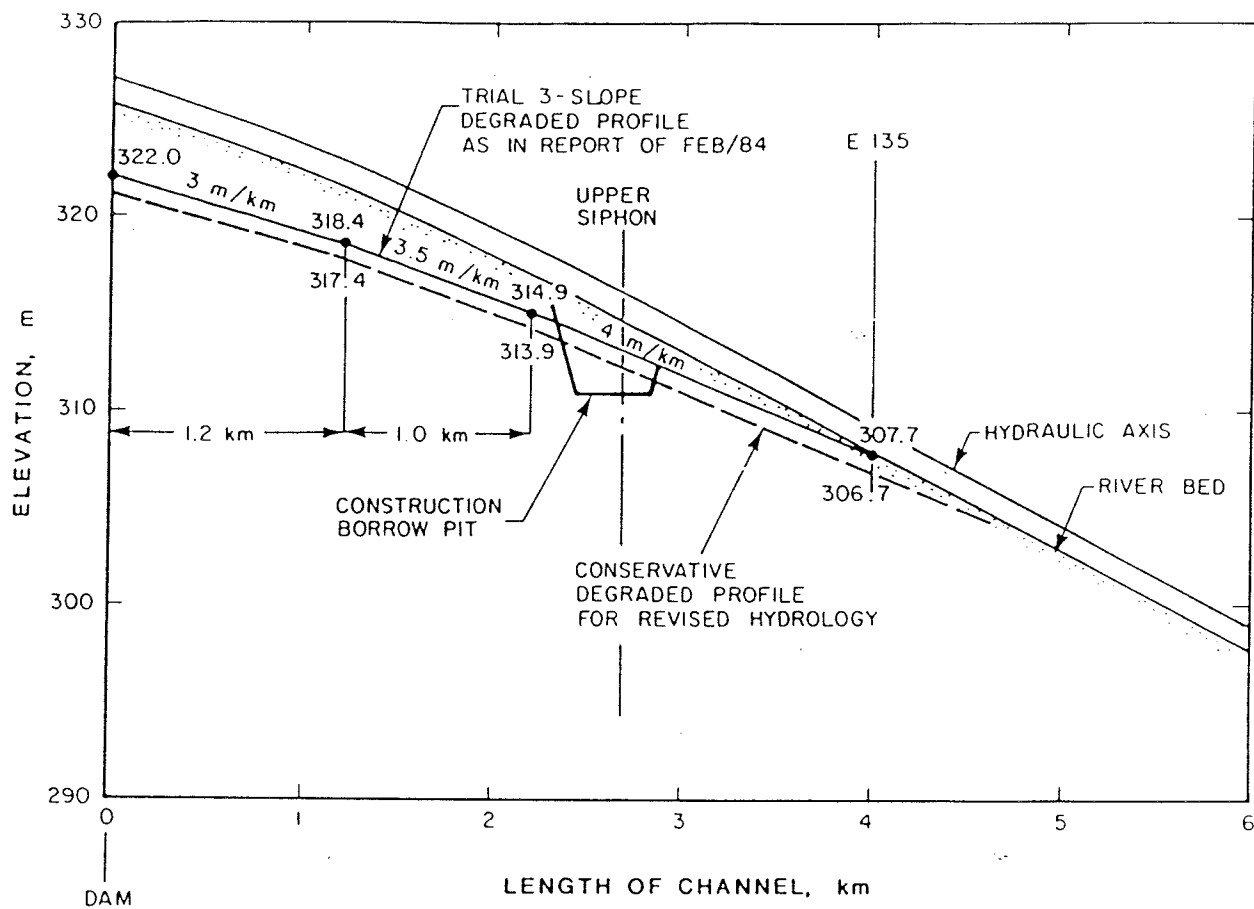 330
TRIAL 3-SLOPE
DEGRADED PROFILE
AS IN REPORT OF FEB/84
E 135
322.0
3 m/km
UPPER
SIPHON
320
318.4
3.5 m/km
317.4
314.9
313.9
4 m/km
310
1.2 km
1.0 km
307.7
HYDRAULIC AXIS
306.7
RIVER BED
CONSTRUCTION
BORROW PIT
CONSERVATIVE
DEGRADED PROFILE
FOR REVISED HYDROLOGY
300
290
ELEVATION, m
0 1 2 3 4 5 6
DAM
LENGTH OF CHANNEL, km